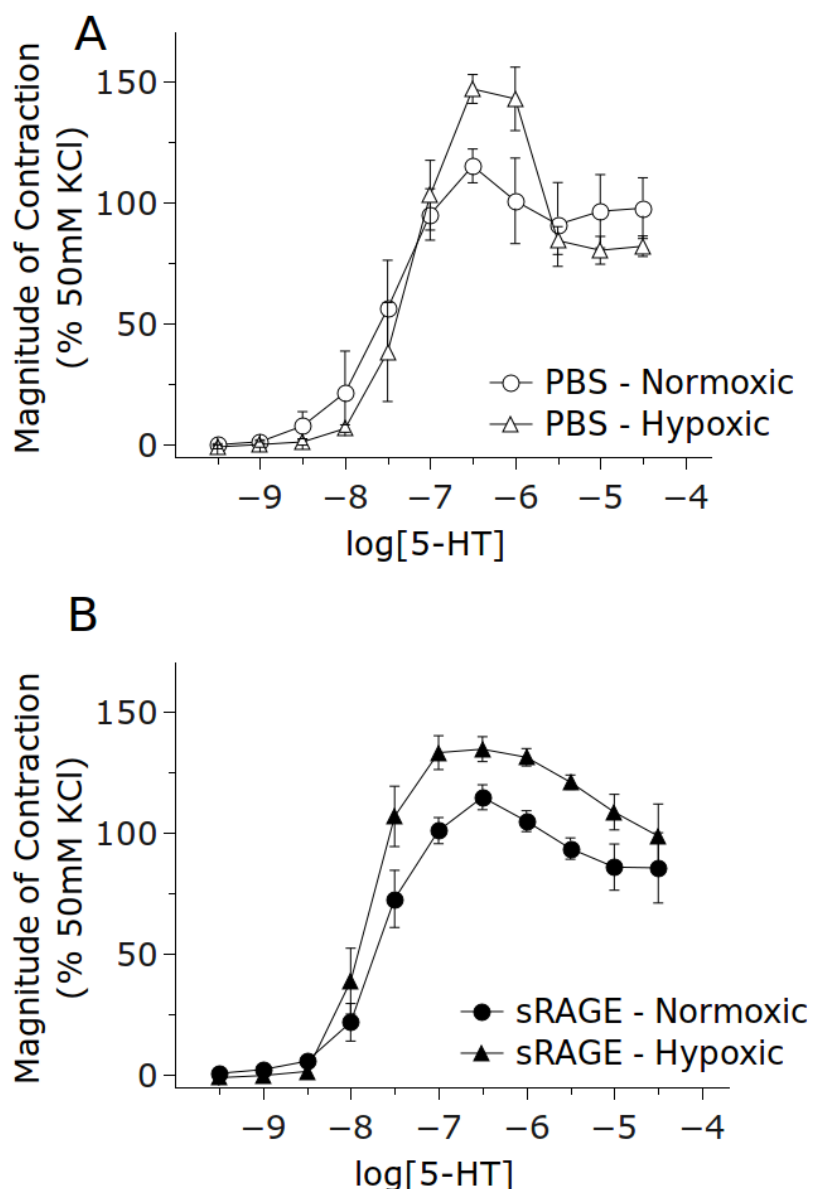 A
Magnitude of Contraction
(% 50mM KCl)
150
100
50
0
PBS - Normoxic
PBS - Hypoxic
−9 −8 −7 −6 −5 −4
log[5-HT]
B
Magnitude of Contraction
(% 50mM KCl)
150
100
50
0
sRAGE - Normoxic
sRAGE - Hypoxic
−9 −8 −7 −6 −5 −4
log[5-HT]